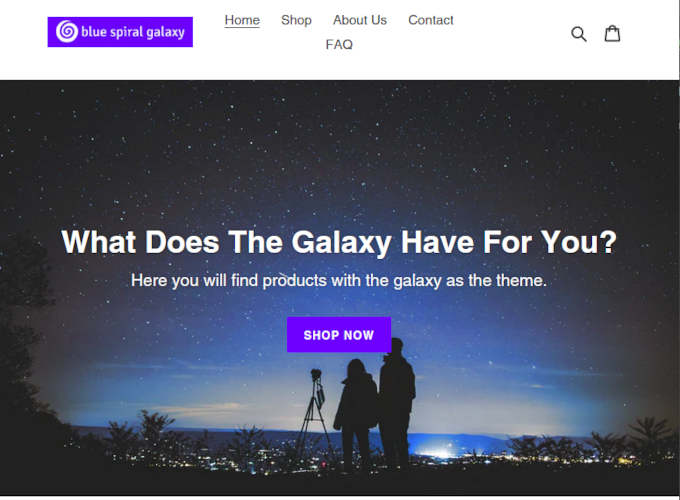 blue spiral galaxy
Home Shop About Us Contact
FAQ
What Does The Galaxy Have For You?
Here you will find products with the galaxy as the theme.
SHOP NOW